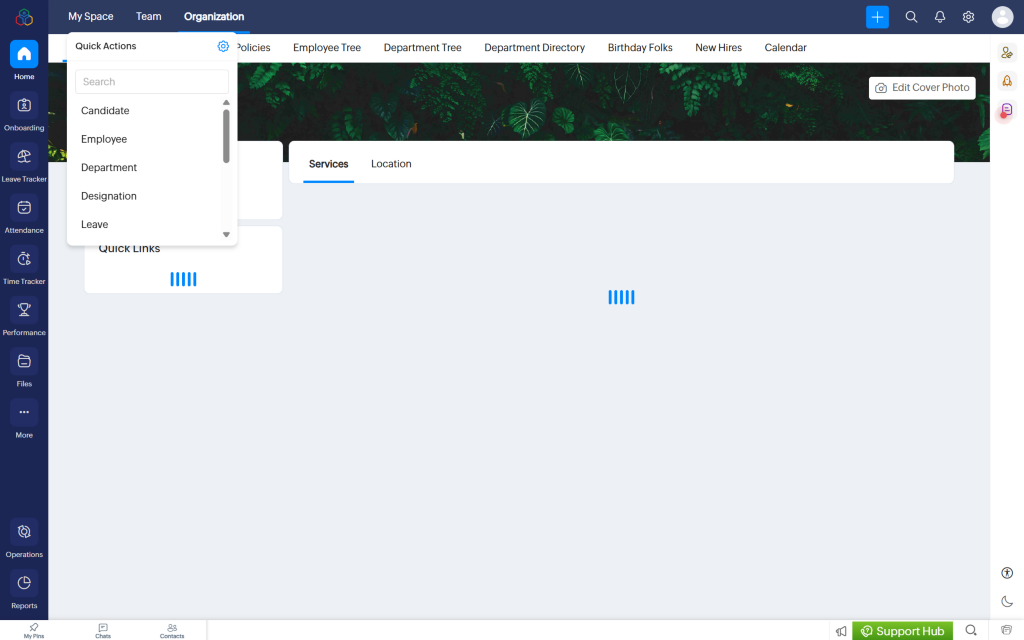 My Space
Team
Organization
Home
Onboarding
Leave Tracker
Attendance
Time Tracker
Performance
Files
More
Operations
Reports
Quick Actions
Search
Candidate
Employee
Department
Designation
Leave
Policies
Employee Tree
Department Tree
Department Directory
Birthday Folks
New Hires
Calendar
Edit Cover Photo
Services
Location
Quick Links
My Pins
Chats
Contacts
Support Hub